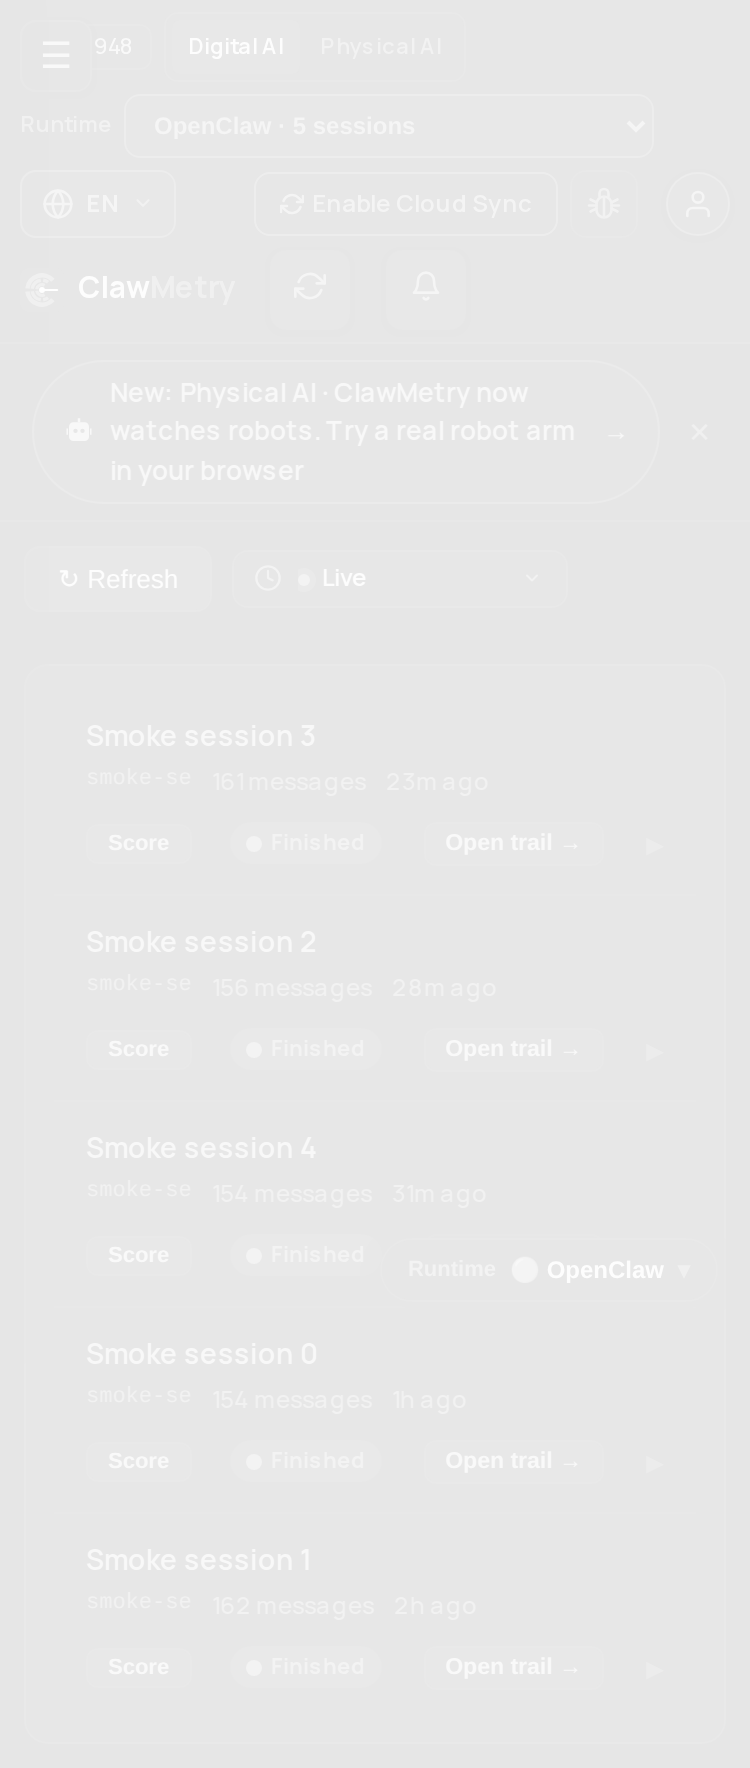 948 Digital AI Physical AI
Runtime OpenClaw · 5 sessions
EN Enable Cloud Sync
ClawMetry
New: Physical AI · ClawMetry now
watches robots. Try a real robot arm →
in your browser
↻ Refresh Live
Smoke session 3
smoke-se 161 messages 23m ago
Score Finished Open trail →
Smoke session 2
smoke-se 156 messages 28m ago
Score Finished Open trail →
Smoke session 4
smoke-se 154 messages 31m ago
Score Finished Runtime OpenClaw ▾
Smoke session 0
smoke-se 154 messages 1h ago
Score Finished Open trail →
Smoke session 1
smoke-se 162 messages 2h ago
Score Finished Open trail →